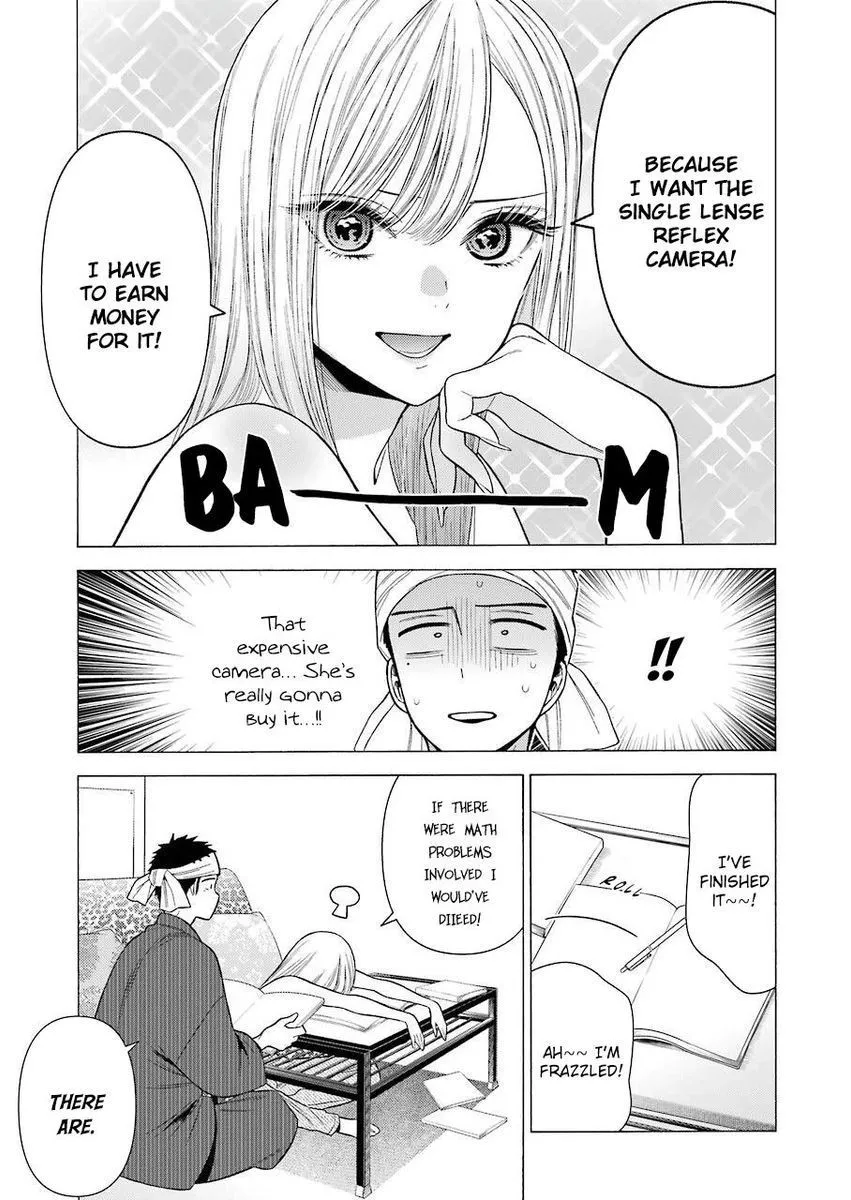 BECAUSE
I WANT THE
SINGLE LENSE
REFLEX
CAMERA!
I HAVE
TO EARN
MONEY
FOR IT!
BA—M
That
expensive
camera... She's
really gonna
buy it...!!
!!
I'VE
FINISHED
IT~~!
ROLL
AH~~ I'M
FRAZZLED!
IF THERE
WERE MATH
PROBLEMS
INVOLVED I
WOULD'VE
DIIEED!
THERE
ARE.